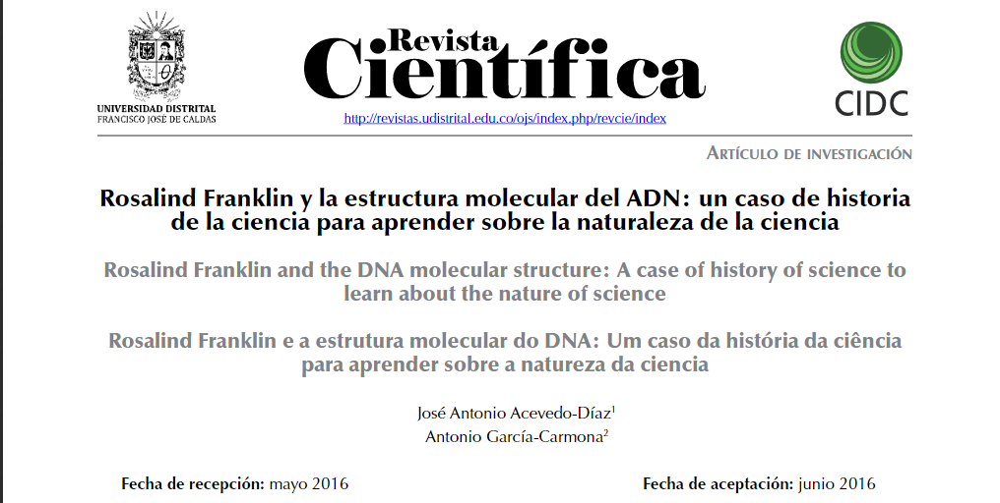 Revista
Científica
UNIVERSIDAD DISTRITAL
FRANCISCO JOSÉ DE CALDAS
CIDC
http://revistas.udistrital.edu.co/ojs/index.php/revcie/index
ARTÍCULO DE INVESTIGACIÓN
Rosalind Franklin y la estructura molecular del ADN: un caso de historia
de la ciencia para aprender sobre la naturaleza de la ciencia
Rosalind Franklin and the DNA molecular structure: A case of history of science to
learn about the nature of science
Rosalind Franklin e a estrutura molecular do DNA: Um caso da história da ciência
para aprender sobre a natureza da ciencia
José Antonio Acevedo-Díaz¹
Antonio García-Carmona²
Fecha de recepción: mayo 2016
Fecha de aceptación: junio 2016